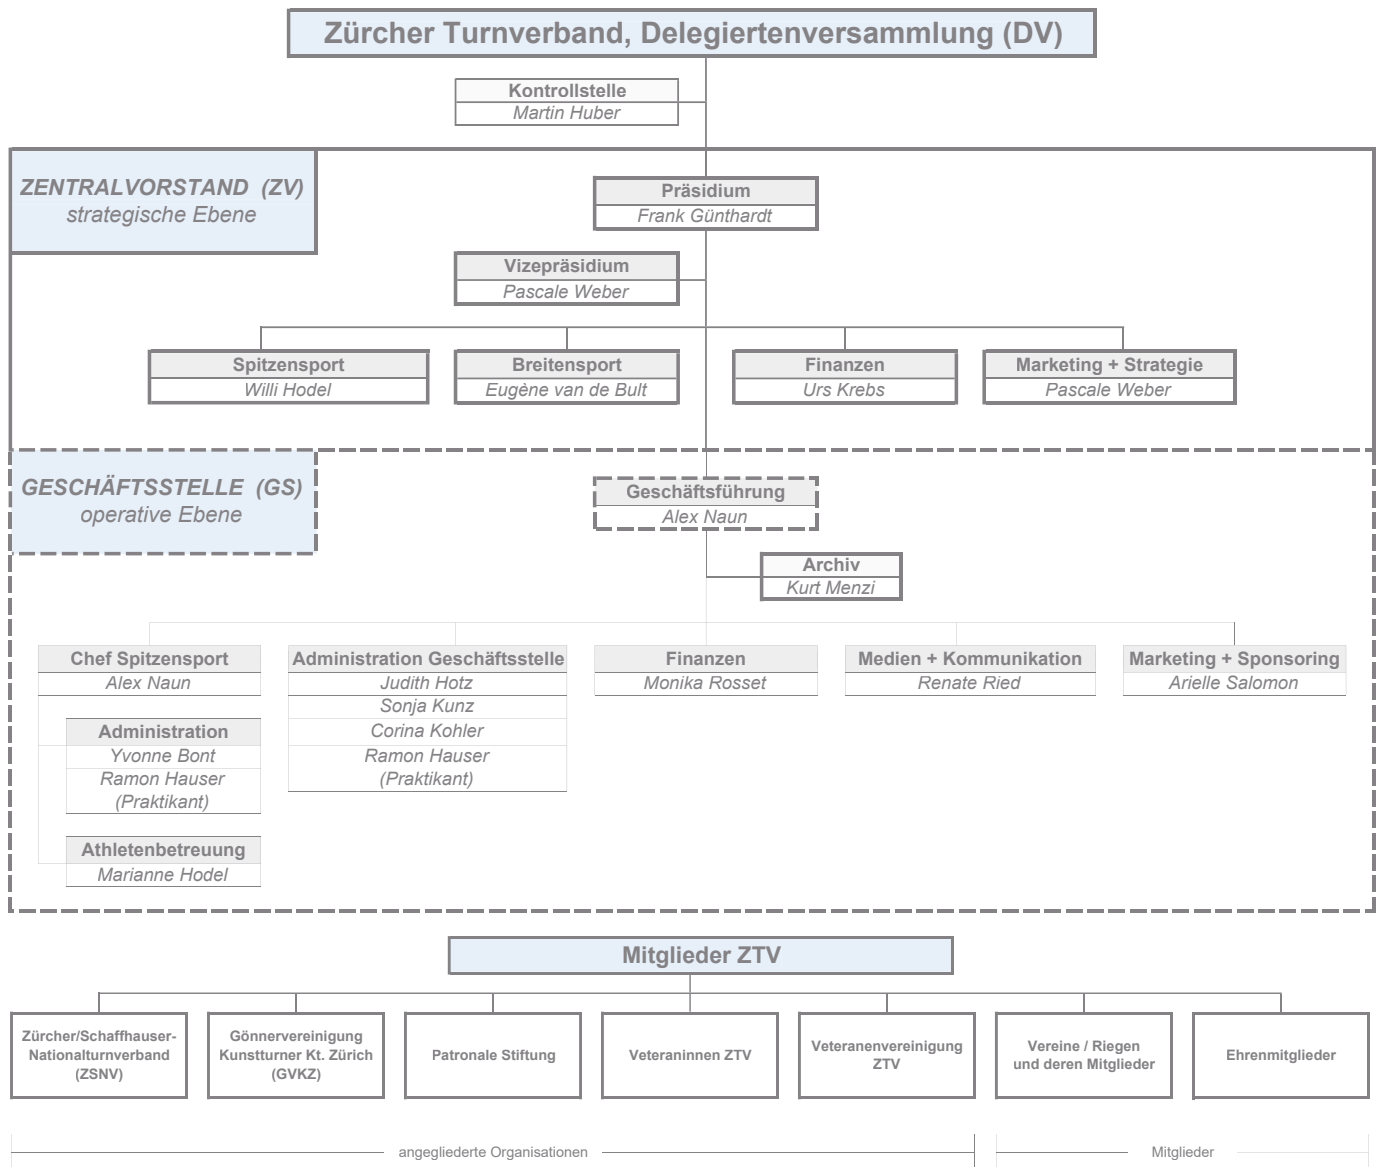 Zürcher Turnverband, Delegiertenversammlung (DV)
Kontrollstelle
Martin Huber
ZENTRALVORSTAND (ZV)
strategische Ebene
Präsidium
Frank Günthardt
Vizepräsidium
Pascale Weber
Spitzensport
Willi Hodel
Breitensport
Eugène van de Bult
Finanzen
Urs Krebs
Marketing + Strategie
Pascale Weber
GESCHÄFTSSTELLE (GS)
operative Ebene
Geschäftsführung
Alex Naun
Archiv
Kurt Menzi
Chef Spitzensport
Alex Naun
Administration
Yvonne Bont
Ramon Hauser
(Praktikant)
Athletenbetreuung
Marianne Hodel
Administration Geschäftsstelle
Judith Hotz
Sonja Kunz
Corina Kohler
Ramon Hauser
(Praktikant)
Finanzen
Monika Rosset
Medien + Kommunikation
Renate Ried
Marketing + Sponsoring
Arielle Salomon
Mitglieder ZTV
Zürcher/Schaffhauser-
Nationalturnverband
(ZSNV)
Gönnervereinigung
Kunstturner Kt. Zürich
(GVKZ)
Patronale Stiftung
Veteraninnen ZTV
Veteranenvereinigung
ZTV
Vereine / Riegen
und deren Mitglieder
Ehrenmitglieder
angegliederte Organisationen
Mitglieder